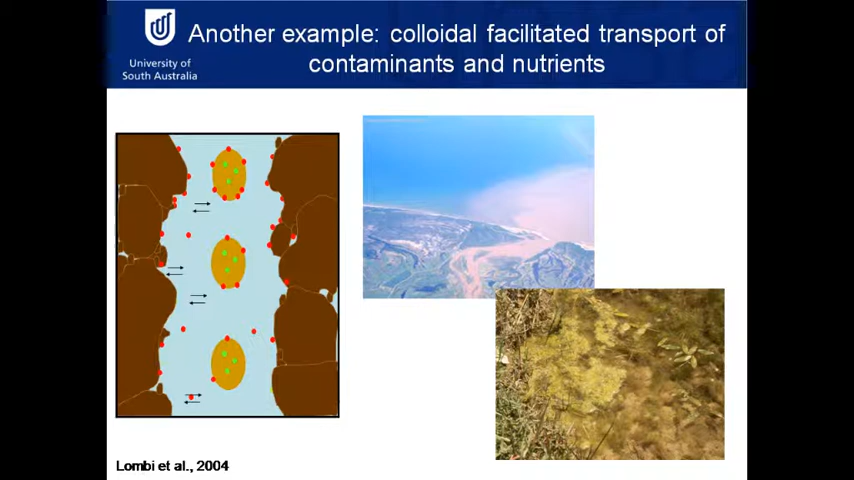 Another example: colloidal facilitated transport of
contaminants and nutrients
University of
South Australia
Lombi et al., 2004